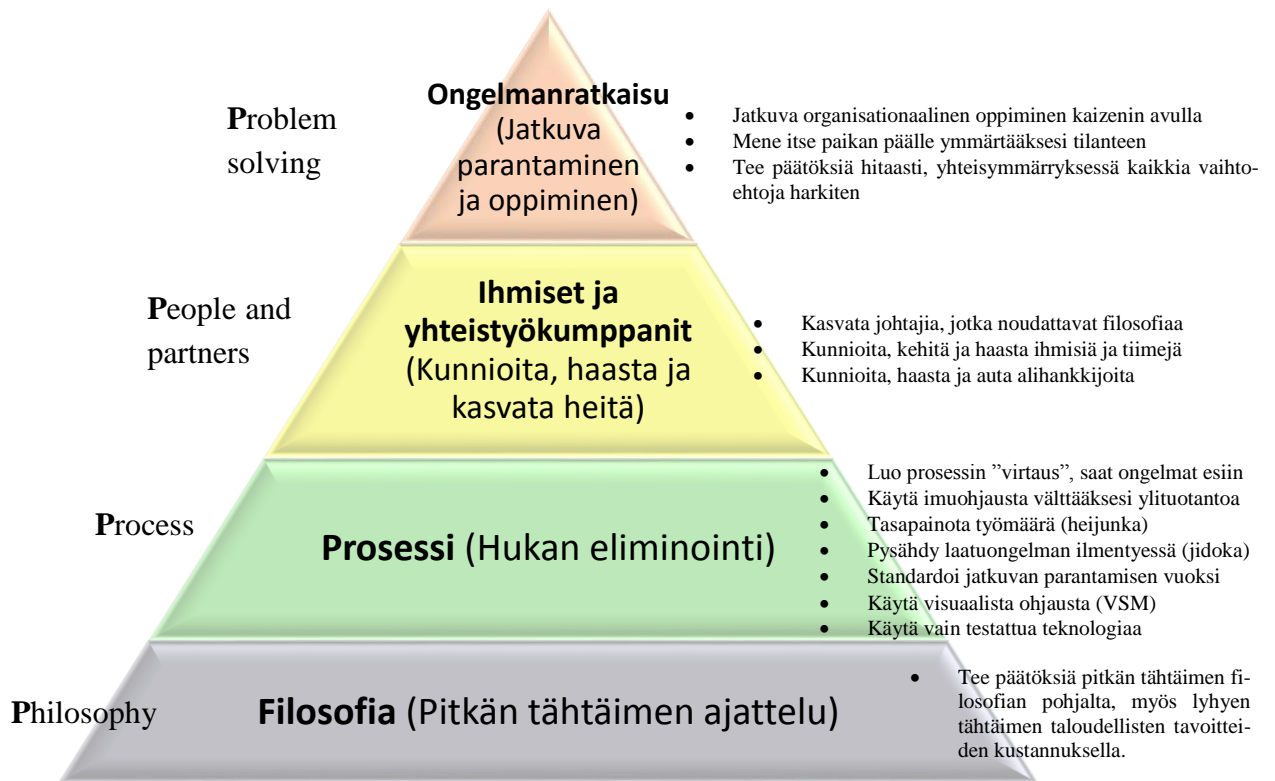 Problem
solving
Ongelmanratkaisu
(Jatkuva
parantaminen
ja oppiminen)
• Jatkuva organisationaalinen oppiminen kaizenin avulla
• Mene itse paikan päälle ymmärtääksesi tilanteen
• Tee päätöksiä hitaasti, yhteisymmärryksessä kaikkia vaihto-
ehtoja harkiten
People and
partners
Ihmiset ja
yhteistyökumppanit
(Kunnioita, haasta ja
kasvata heitä)
• Kasvata johtajia, jotka noudattavat filosofiaa
• Kunnioita, kehitä ja haasta ihmisiä ja tiimejä
• Kunnioita, haasta ja auta alihankkijoita
Process
Prosessi (Hukan eliminointi)
• Luo prosessin ”virtaus”, saat ongelmat esiin
• Käytä imuohjausta välttääksesi ylituotantoa
• Tasapainota työmäärä (heijunka)
• Pysähdy laatuongelman ilmentyessä (jidoka)
• Standardoi jatkuvan parantamisen vuoksi
• Käytä visuaalista ohjausta (VSM)
• Käytä vain testattua teknologiaa
Philosophy
Filosofia (Pitkän tähtäimen ajattelu)
• Tee päätöksiä pitkän tähtäimen fi-
losofian pohjalta, myös lyhyen
tähtäimen taloudellisten tavoittei-
den kustannuksella.